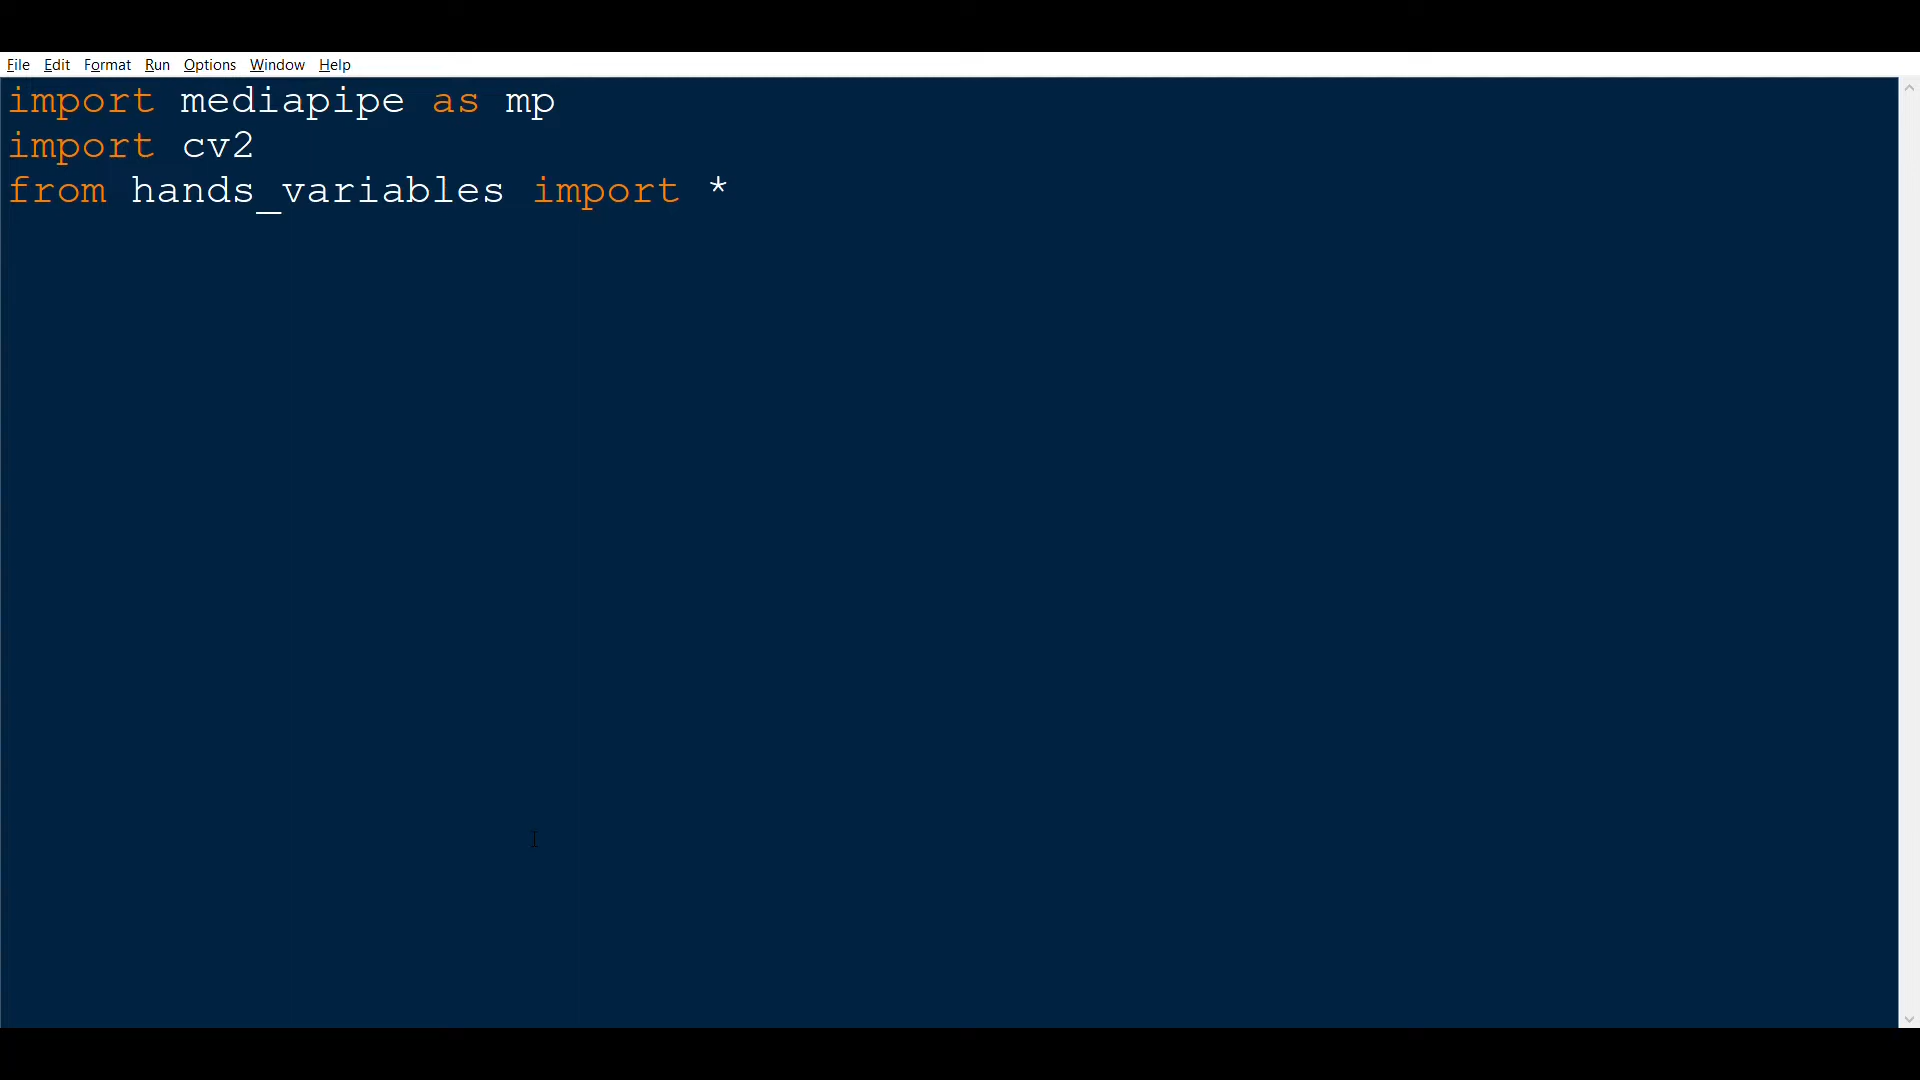 File Edit Format Run Options Window Help
import mediapipe as mp
import cv2
from hands_variables import *